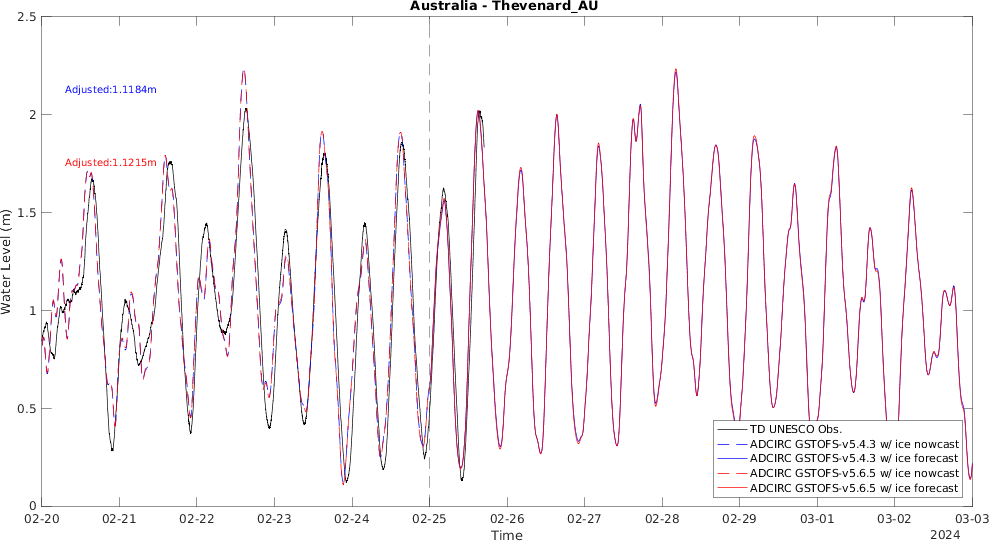 Australia - Thevenard_AU
2.5
2
1.5
1
0.5
0
Water Level (m)
Adjusted:1.1184m
Adjusted:1.1215m
TD UNESCO Obs.
ADCIRC GSTOFS-v5.4.3 w/ ice nowcast
ADCIRC GSTOFS-v5.4.3 w/ ice forecast
ADCIRC GSTOFS-v5.6.5 w/ ice nowcast
ADCIRC GSTOFS-v5.6.5 w/ ice forecast
02-20 02-21 02-22 02-23 02-24 02-25 02-26 02-27 02-28 02-29 03-01 03-02 03-03
Time
2024